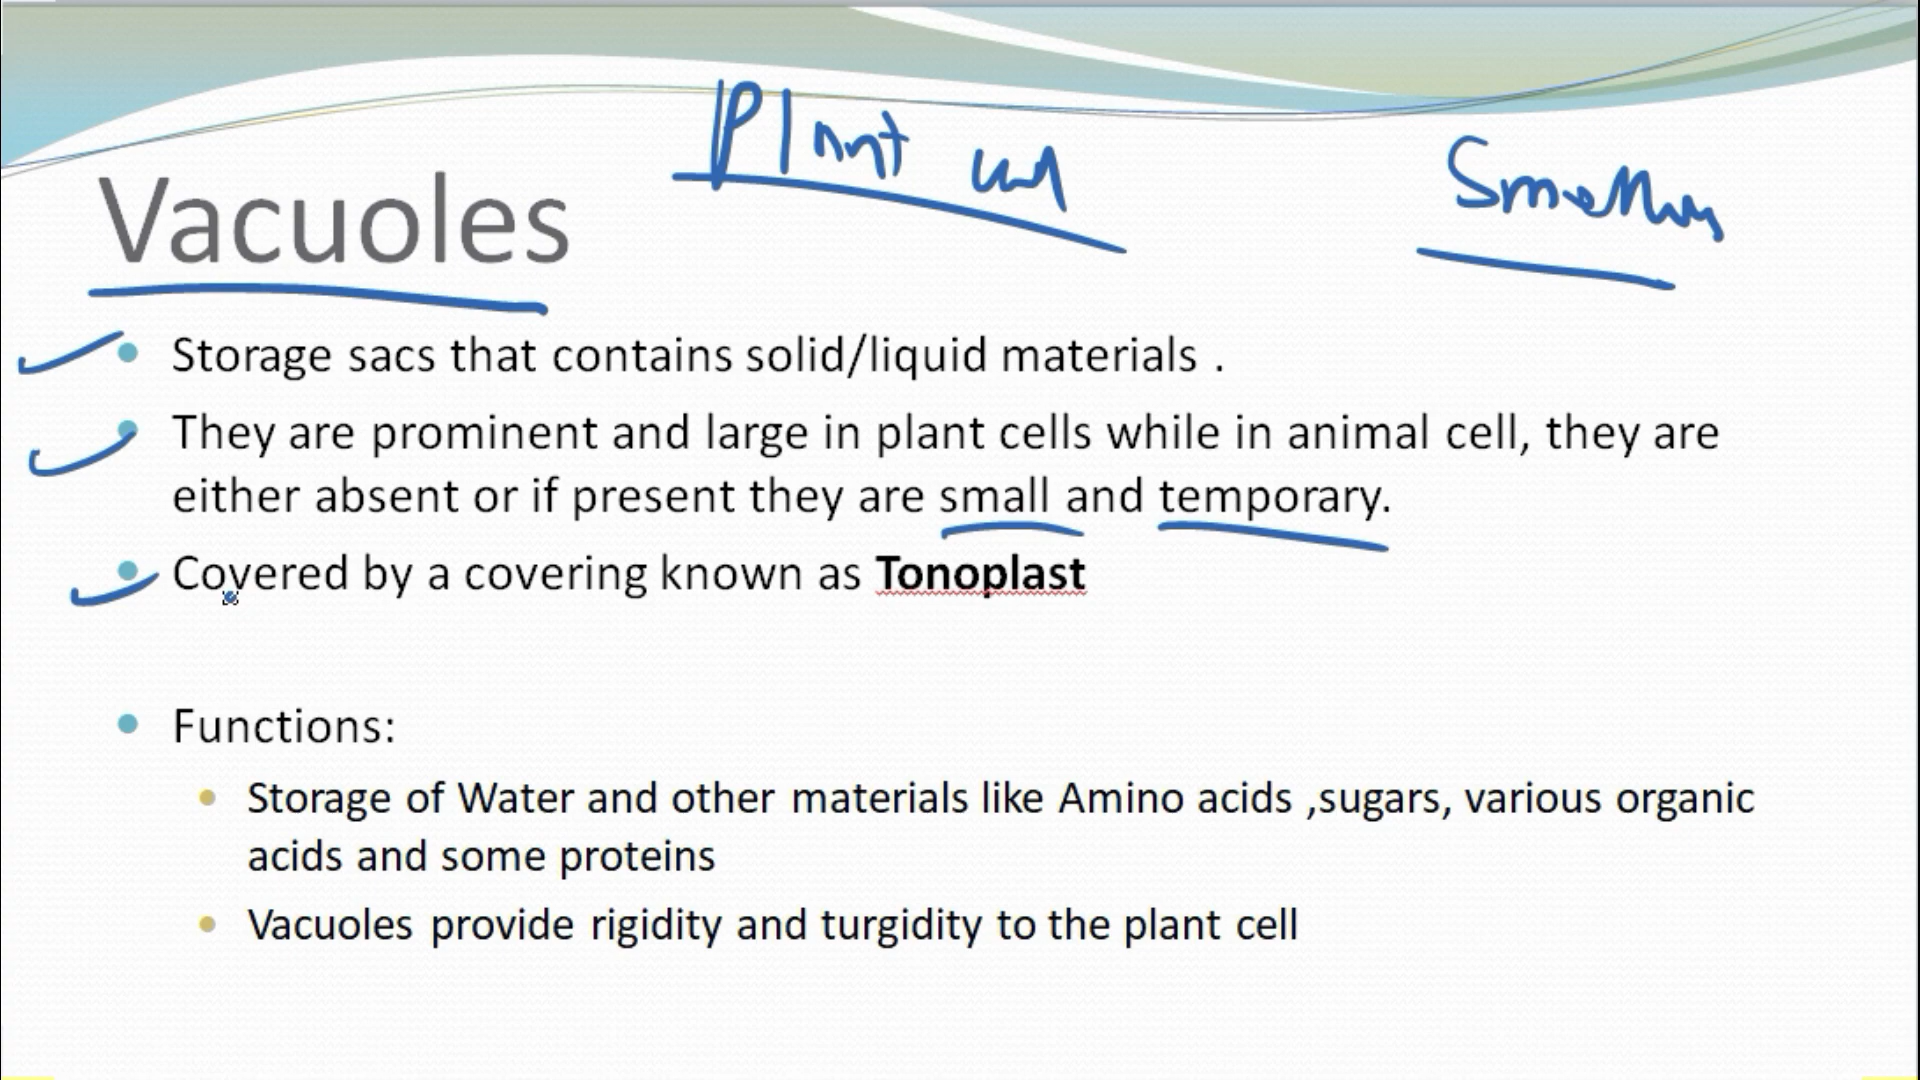 Plant
Vacuoles
Storage sacs that contains solid/liquid materials .
They are prominent and large in plant cells while in animal cell, they are
either absent or if present they are small and temporary.
Covered by a covering known as Tonoplast
Functions:
Storage of Water and other materials like Amino acids ,sugars, various organic
acids and some proteins
Vacuoles provide rigidity and turgidity to the plant cell